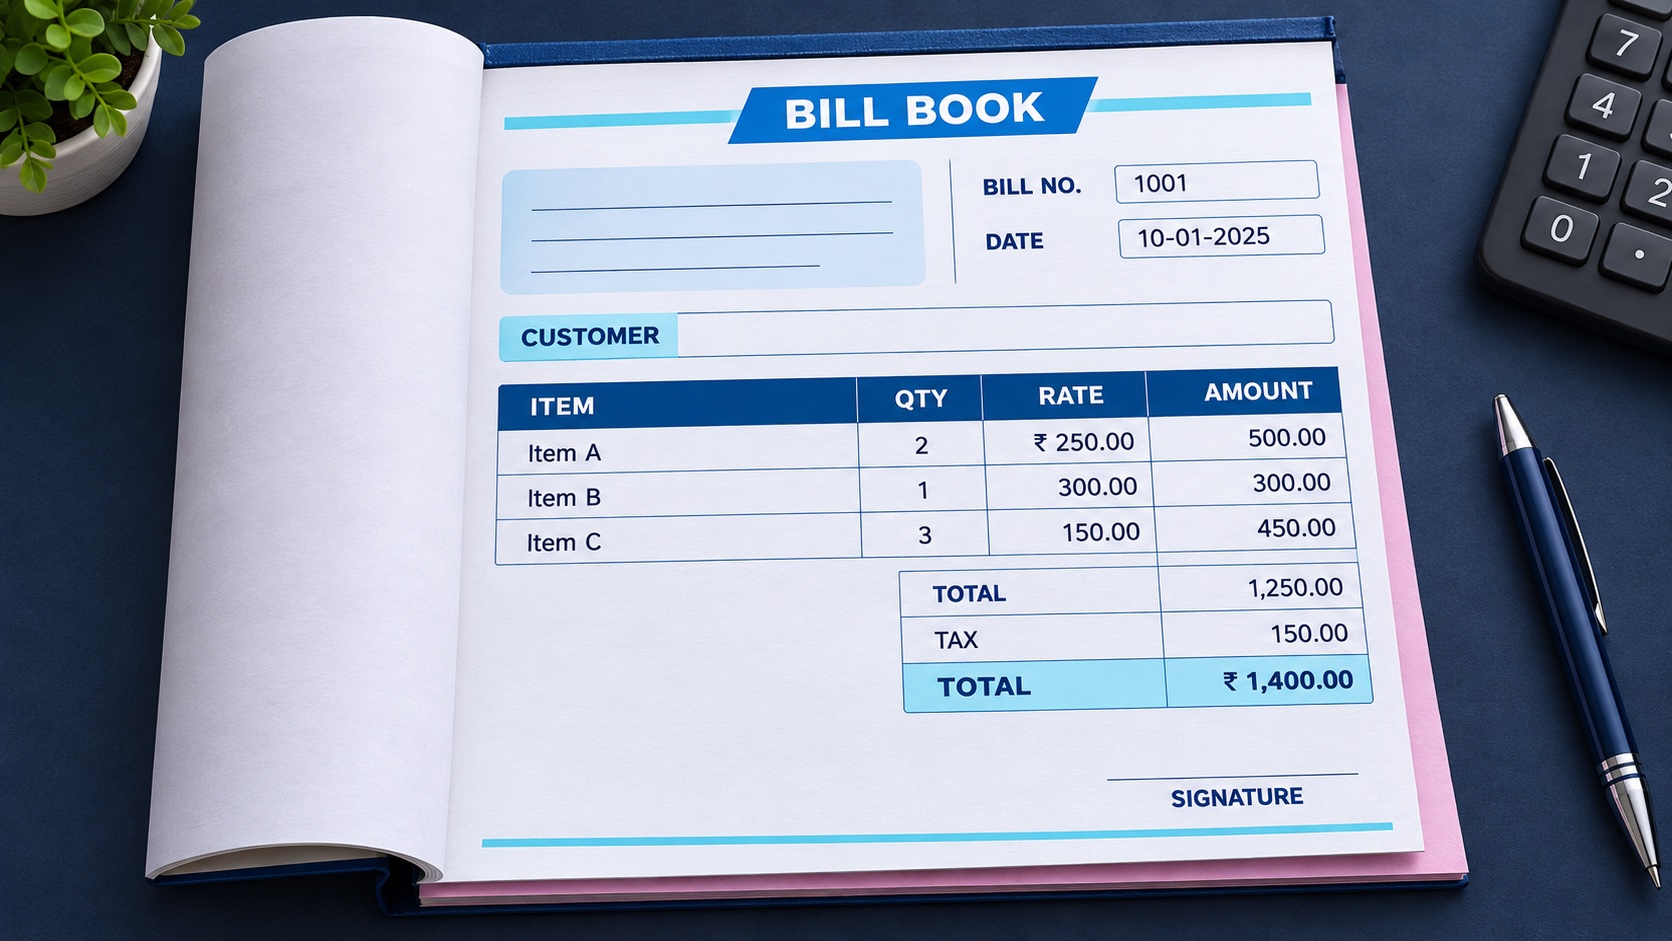 BILL BOOK
BILL NO. 1001
DATE 10-01-2025
CUSTOMER
ITEM QTY RATE AMOUNT
Item A 2 ₹ 250.00 500.00
Item B 1 300.00 300.00
Item C 3 150.00 450.00
TOTAL 1,250.00
TAX 150.00
TOTAL ₹ 1,400.00
SIGNATURE
7
4
1 2
0 .